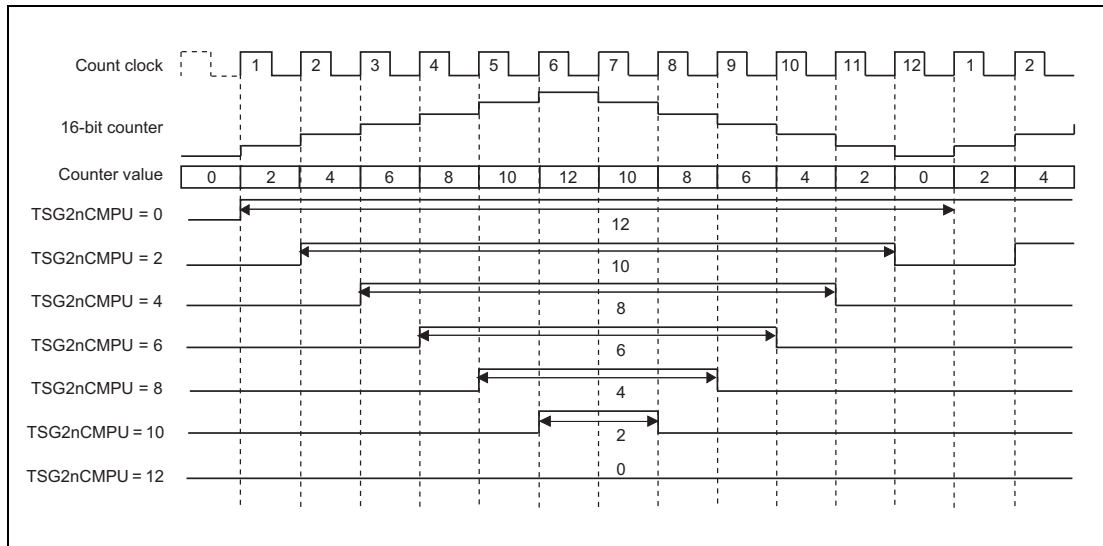 Count clock 1 2 3 4 5 6 7 8 9 10 11 12 1 2
16-bit counter
Counter value 0 2 4 6 8 10 12 10 8 6 4 2 0 2 4
TSG2nCMPU = 0 12
TSG2nCMPU = 2 10
TSG2nCMPU = 4 8
TSG2nCMPU = 6 6
TSG2nCMPU = 8 4
TSG2nCMPU = 10 2
TSG2nCMPU = 12 0